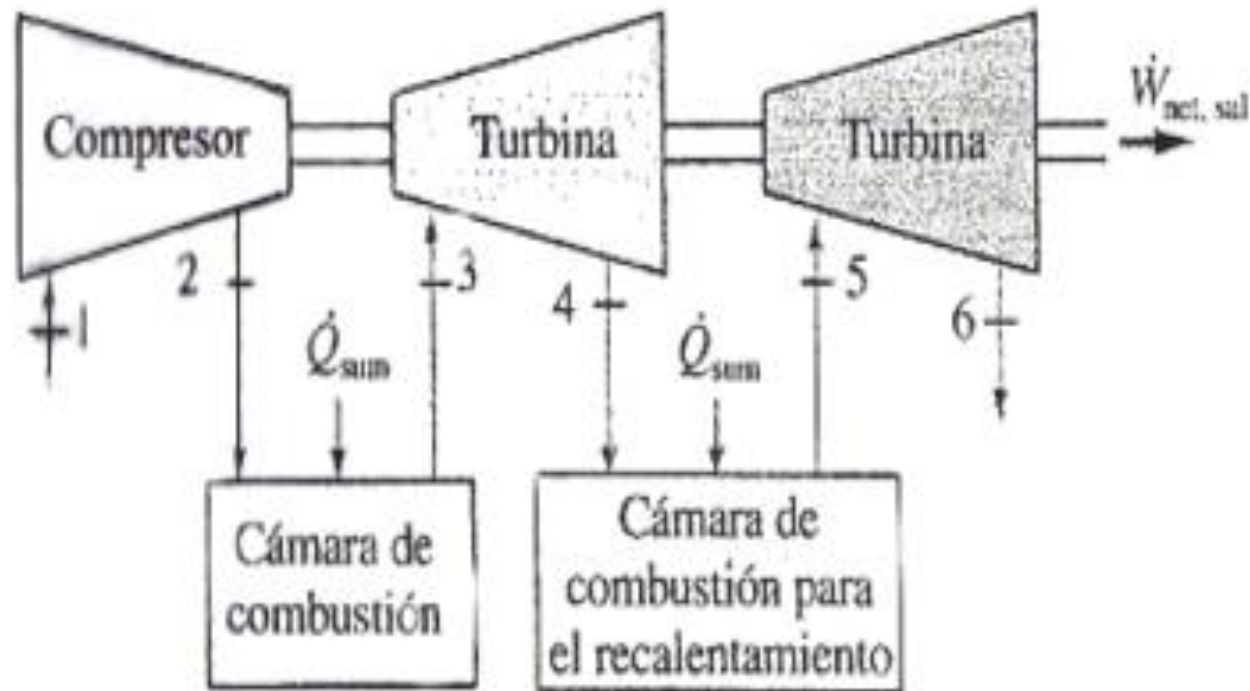 Compresor
Turbina
Turbina
Ẇnet, sal
1
2
3
4
5
6
Q̇sum
Q̇sum
Cámara de
combustión
Cámara de
combustión para
el recalentamiento